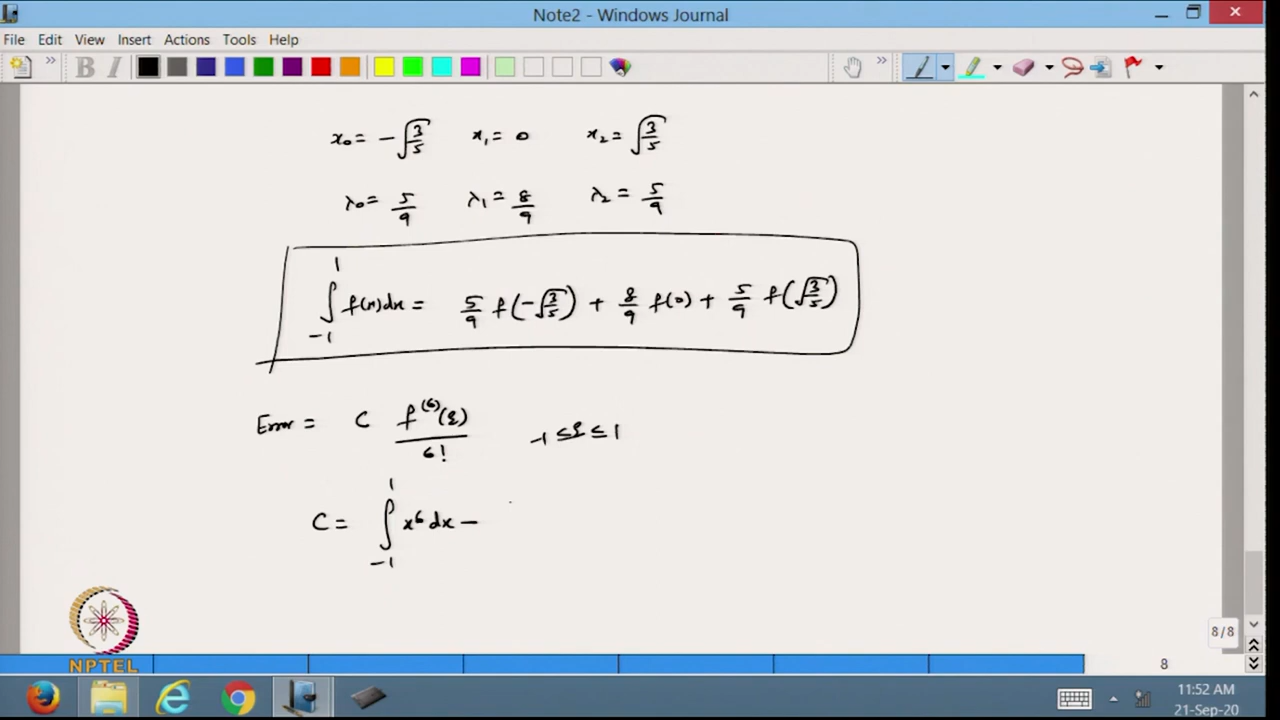 Note2 - Windows Journal
File Edit View Insert Actions Tools Help
x₀ = -√(3/5) x₁ = 0 x₂ = √(3/5)
λ₀ = 5/9 λ₁ = 8/9 λ₂ = 5/9
∫₋₁¹ f(x)dx = 5/9 f(-√(3/5)) + 8/9 f(0) + 5/9 f(√(3/5))
Error = C f⁽⁶⁾(ξ)/6! -1 ≤ ξ ≤ 1
C = ∫₋₁¹ x⁶ dx -
8/8
NPTEL
8
11:52 AM
21-Sep-20